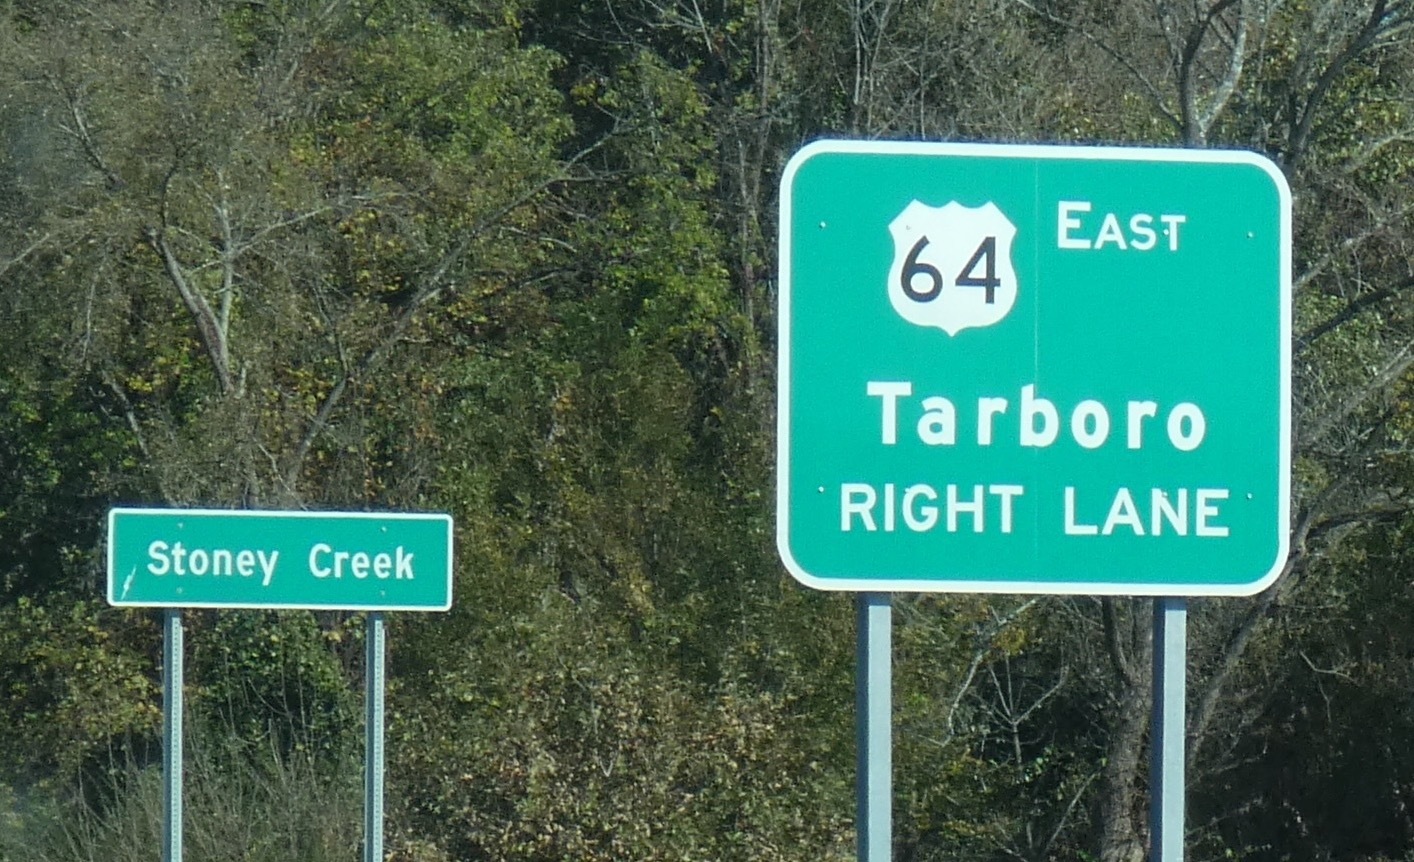 Stoney Creek
64 EAST
Tarboro
RIGHT LANE